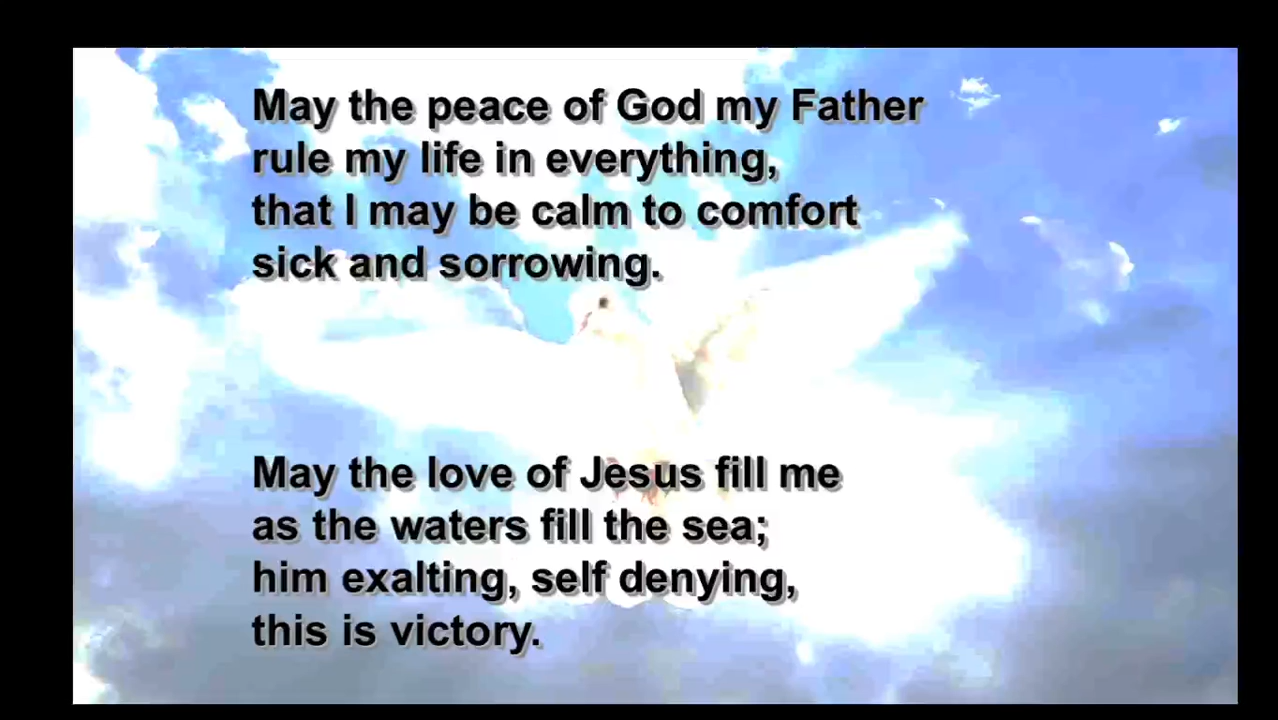 May the peace of God my Father
rule my life in everything,
that I may be calm to comfort
sick and sorrowing.
May the love of Jesus fill me
as the waters fill the sea;
him exalting, self denying,
this is victory.